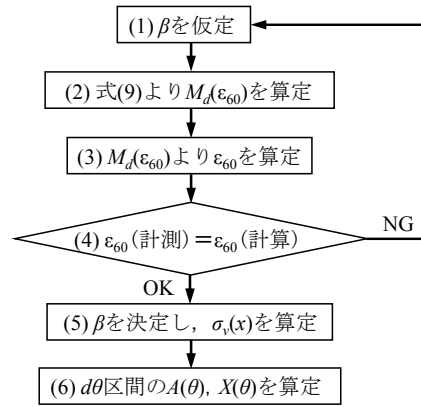 (1) βを仮定
(2) 式(9)よりMd(ε60)を算定
(3) Md(ε60)よりε60を算定
(4) ε60(計測)＝ε60(計算)
NG
OK
(5) βを決定し，σv(x)を算定
(6) dθ区間のA(θ), X(θ)を算定